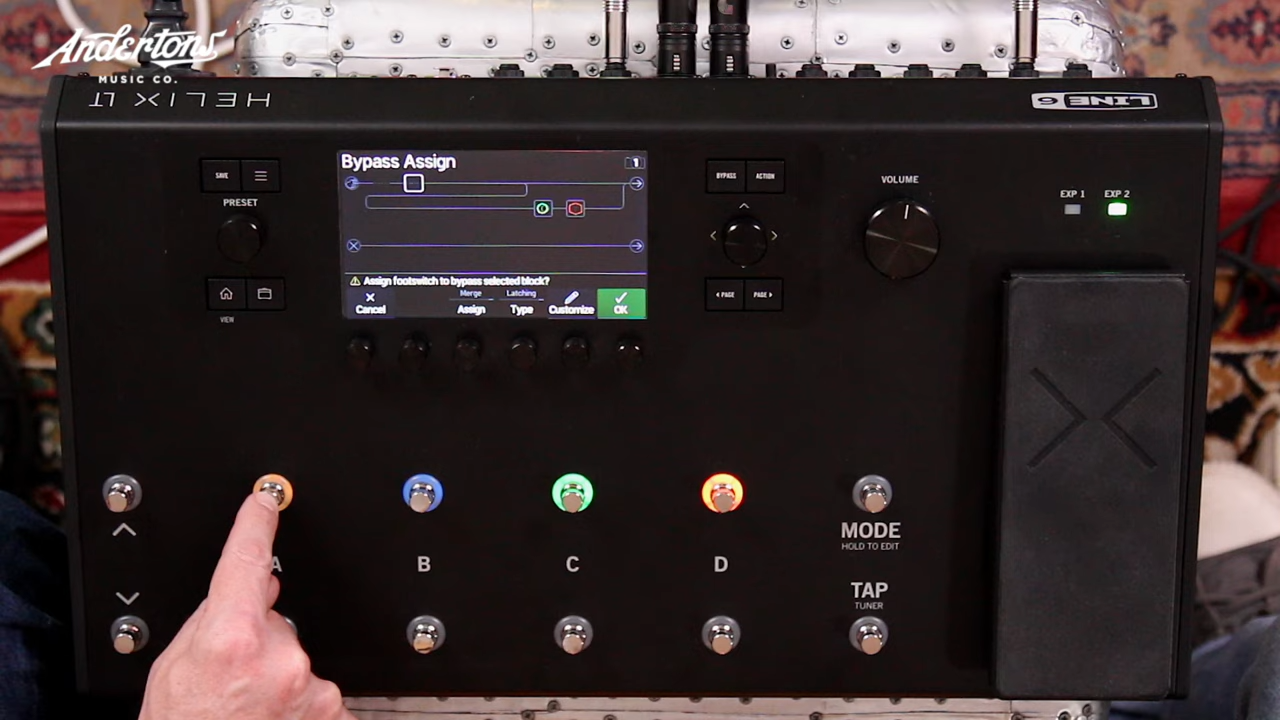 Andertons
MUSIC CO.
HELIX LT
LINE 6
SAVE
PRESET
VIEW
Bypass Assign
1
Assign footswitch to bypass selected block?
Merge
Latching
Cancel
Assign
Type
Customize
OK
BYPASS
ACTION
PAGE
PAGE
VOLUME
EXP 1
EXP 2
A
B
C
D
MODE
HOLD TO EDIT
TAP
TUNER